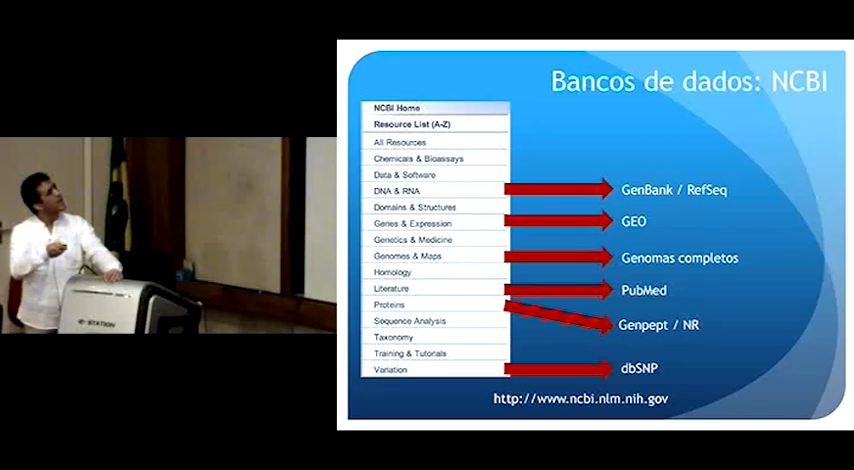 Bancos de dados: NCBI
NCBI Home
Resource List (A-Z)
All Resources
Chemicals & Bioassays
Data & Software
DNA & RNA
Domains & Structures
Genes & Expression
Genetics & Medicine
Genomes & Maps
Homology
Literature
Proteins
Sequence Analysis
Taxonomy
Training & Tutorials
Variation
GenBank / RefSeq
GEO
Genomas completos
PubMed
Genpept / NR
dbSNP
http://www.ncbi.nlm.nih.gov
STATION